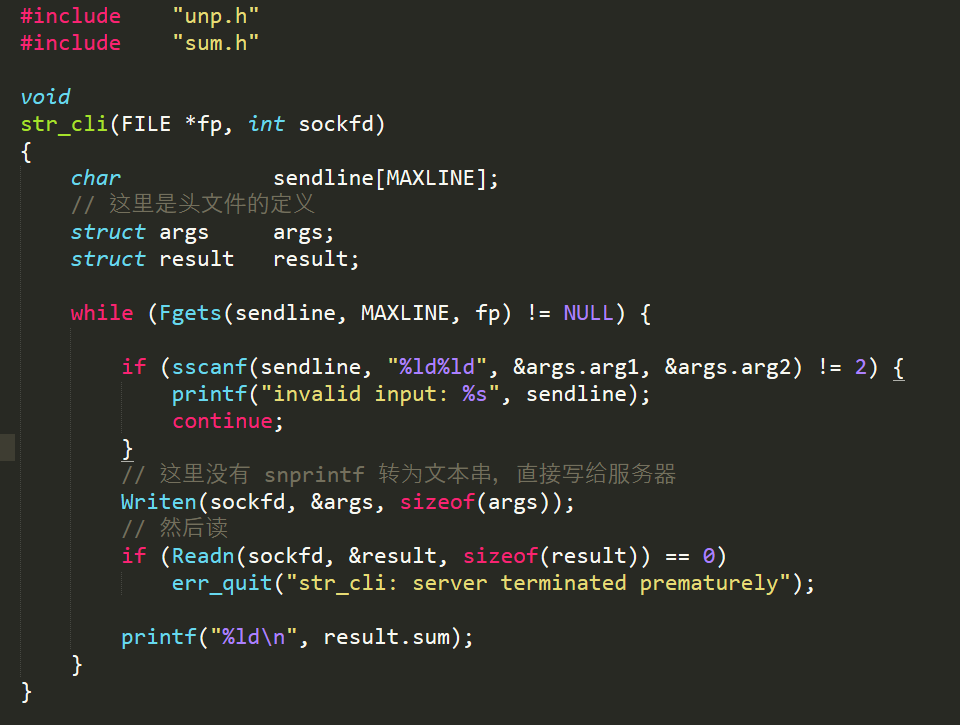 #include    "unp.h"
#include    "sum.h"

void
str_cli(FILE *fp, int sockfd)
{
    char            sendline[MAXLINE];
    // 这里是头文件的定义
    struct args     args;
    struct result   result;

    while (Fgets(sendline, MAXLINE, fp) != NULL) {

        if (sscanf(sendline, "%ld%ld", &args.arg1, &args.arg2) != 2) {
            printf("invalid input: %s", sendline);
            continue;
        }
        // 这里没有 snprintf 转为文本串, 直接写给服务器
        Writen(sockfd, &args, sizeof(args));
        // 然后读
        if (Readn(sockfd, &result, sizeof(result)) == 0)
            err_quit("str_cli: server terminated prematurely");

        printf("%ld\n", result.sum);
    }
}